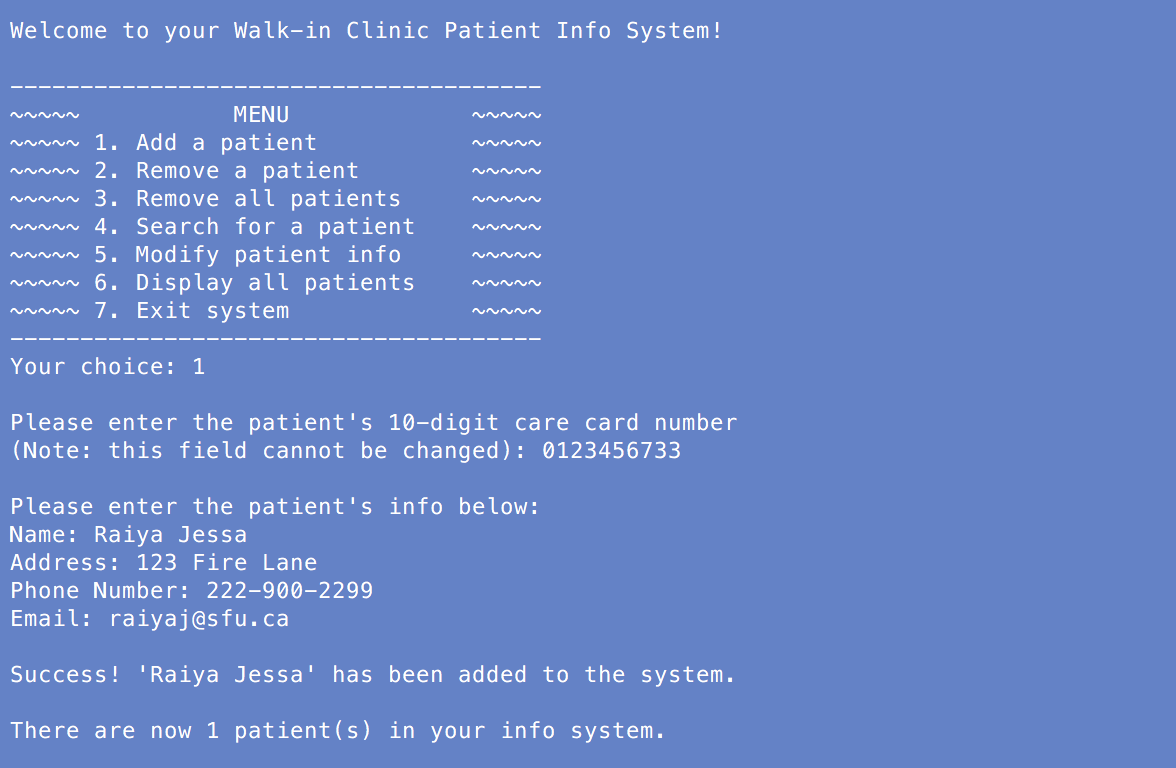 Welcome to your Walk-in Clinic Patient Info System!
--------------------------------------
~~~~~           MENU             ~~~~~
~~~~~ 1. Add a patient           ~~~~~
~~~~~ 2. Remove a patient        ~~~~~
~~~~~ 3. Remove all patients     ~~~~~
~~~~~ 4. Search for a patient    ~~~~~
~~~~~ 5. Modify patient info     ~~~~~
~~~~~ 6. Display all patients    ~~~~~
~~~~~ 7. Exit system             ~~~~~
--------------------------------------
Your choice: 1
Please enter the patient's 10-digit care card number
(Note: this field cannot be changed): 0123456733
Please enter the patient's info below:
Name: Raiya Jessa
Address: 123 Fire Lane
Phone Number: 222-900-2299
Email: raiyaj@sfu.ca
Success! 'Raiya Jessa' has been added to the system.
There are now 1 patient(s) in your info system.